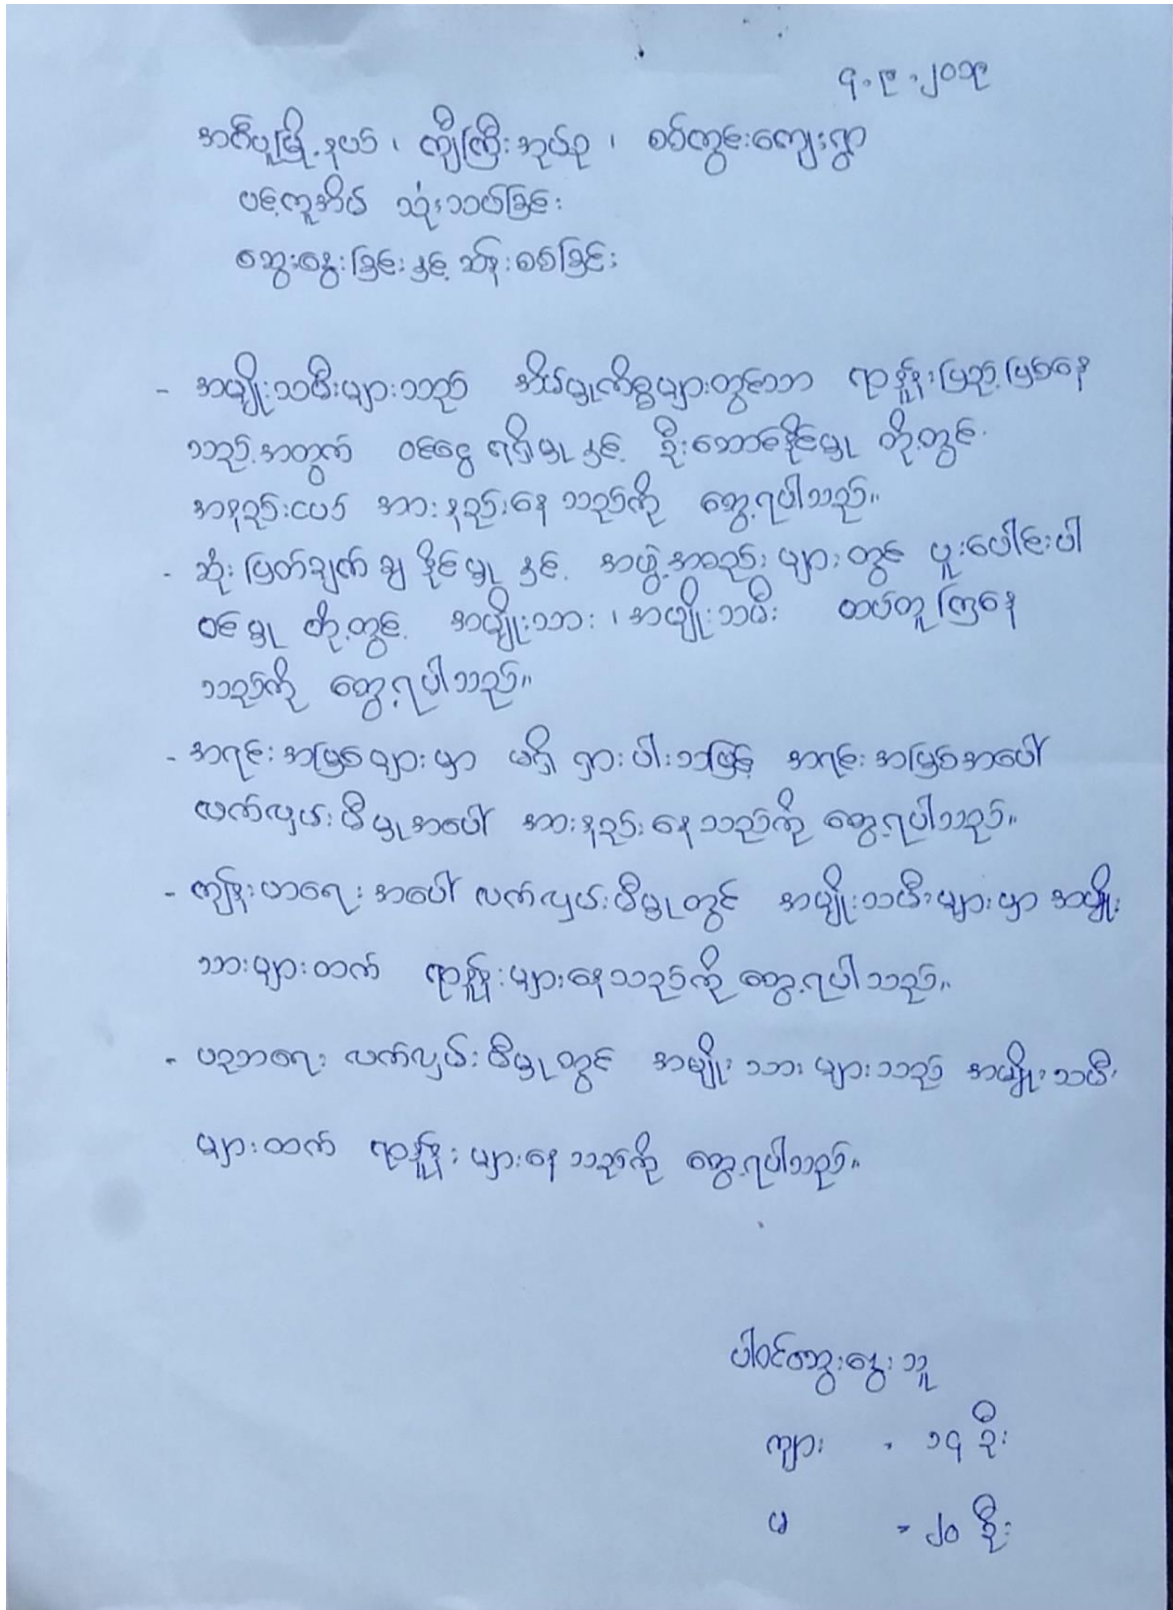 ၄.၉.၂၀၁၉
အင်္ဂပူမြို့နယ်၊ ကျီကြီးအုပ်စု၊ စစ်တွင်းကျေးရွာ
ပင့်ကူအိမ် သုံးသပ်ခြင်း
ဆွေးနွေးခြင်းနှင့် ဆန်းစစ်ခြင်း
- အမျိုးသမီးများသည် အိမ်မှုကိစ္စများတွင်သာ ရာနှုန်းပြည့်ဖြစ်နေ
သည့်အတွက် ဝင်ငွေ ရရှိမှုနှင့် ဦးဆောင်နိုင်မှု တို့တွင်
အနည်းငယ် အားနည်းနေသည်ကို တွေ့ရပါသည်။
- ဆုံးဖြတ်ချက်ချနိုင်မှု နှင့် အဖွဲ့အစည်းများတွင် ပူးပေါင်းပါ
ဝင်မှု တို့တွင် အမျိုးသား၊ အမျိုးသမီး ထပ်တူကြနေ
သည်ကို တွေ့ရပါသည်။
- အရင်းအမြစ်များမှာ မရှိ ရှားပါးသဖြင့် အရင်းအမြစ်အပေါ်
လက်လှမ်းမီမှုအပေါ် အားနည်းနေသည်ကို တွေ့ရပါသည်။
- ကျန်းမာရေးအပေါ် လက်လှမ်းမီမှုတွင် အမျိုးသမီးများမှာ အမျိုး
သားများထက် ရာနှုန်းများနေသည်ကို တွေ့ရပါသည်။
- ပညာရေး လက်လှမ်းမီမှုတွင် အမျိုးသားများသည် အမျိုးသမီး
များထက် ရာနှုန်းများနေသည်ကို တွေ့ရပါသည်။
ပါဝင်ဆွေးနွေးသူ
ကျား - ၁၄ ဦး
မ - ၂၀ ဦး